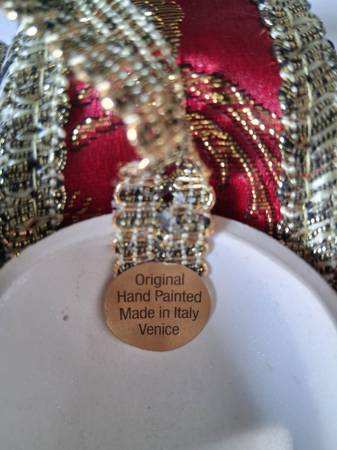 Original
Hand Painted
Made in Italy
Venice